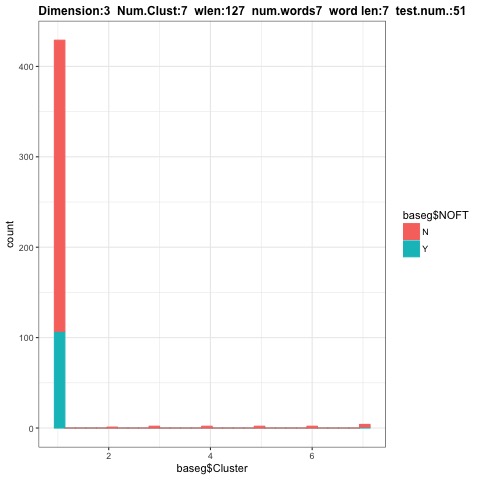 Dimension:3 Num.Clust:7 wlen:127 num.words7 word len:7 test.num.:51
400
300
200
100
0
count
2 4 6
baseg$Cluster
baseg$NOFT
N
Y